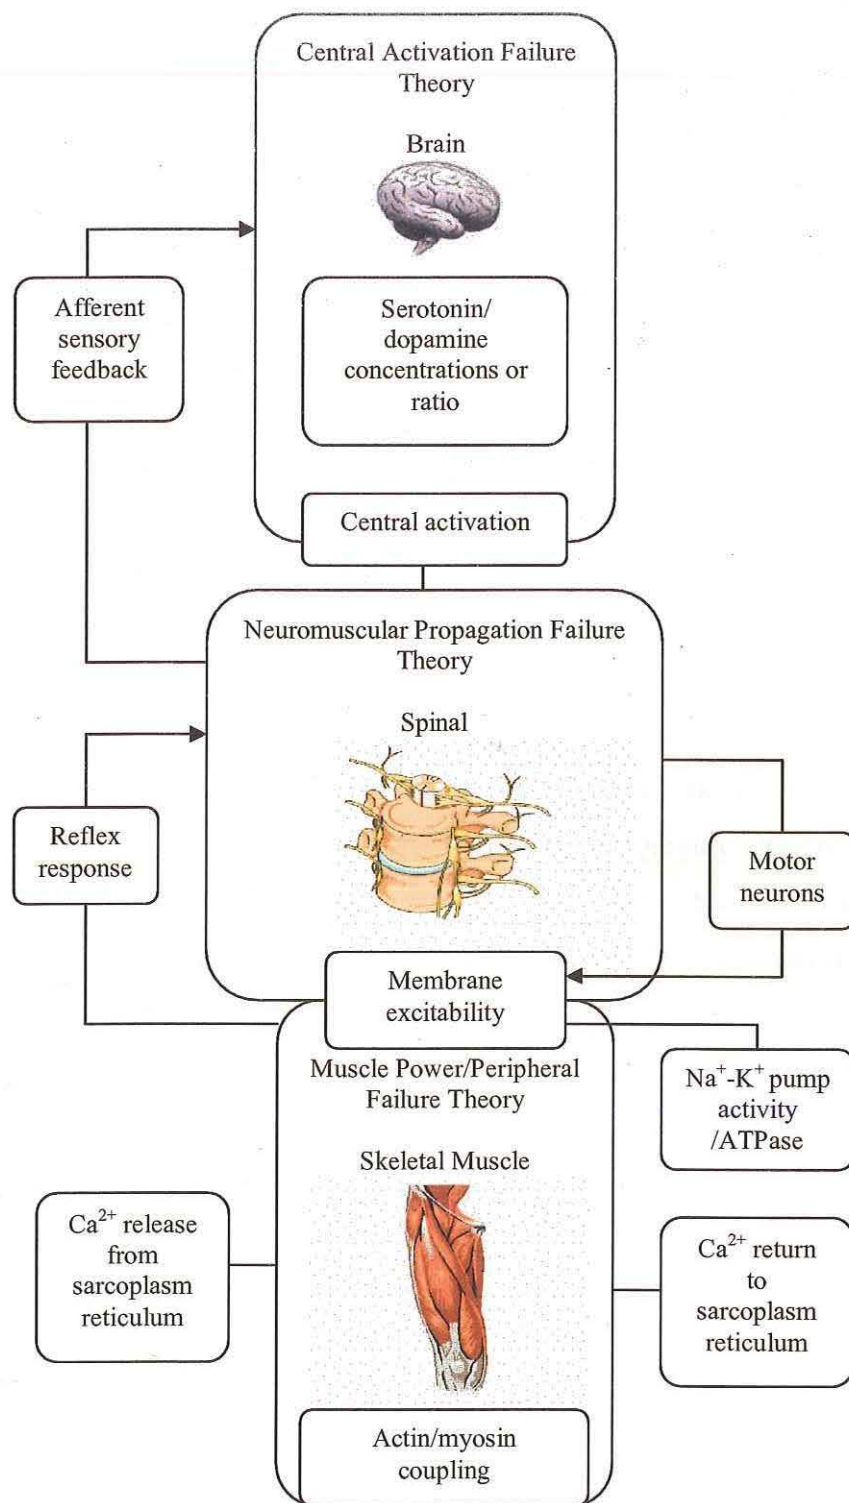 Central Activation Failure
Theory
Brain
Afferent
sensory
feedback
Serotonin/
dopamine
concentrations or
ratio
Central activation
Neuromuscular Propagation Failure
Theory
Spinal
Reflex
response
Motor
neurons
Membrane
excitability
Muscle Power/Peripheral
Failure Theory
Na⁺-K⁺ pump
activity
/ATPase
Skeletal Muscle
Ca²⁺ release
from
sarcoplasm
reticulum
Ca²⁺ return
to
sarcoplasm
reticulum
Actin/myosin
coupling